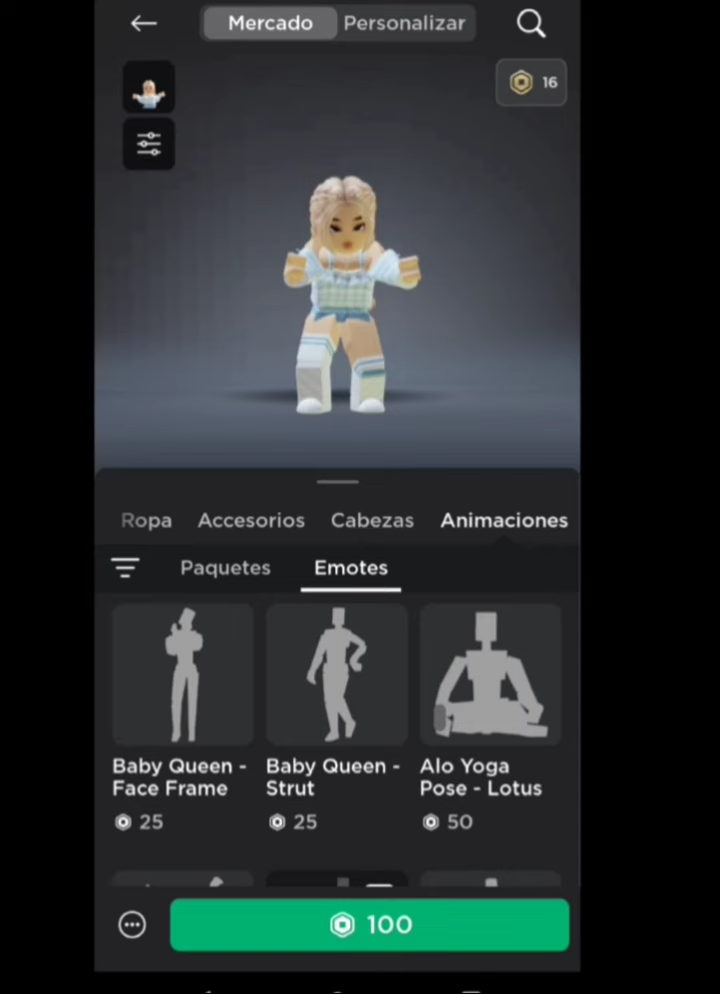 Mercado Personalizar
16
Ropa Accesorios Cabezas Animaciones
Paquetes Emotes
Baby Queen -
Face Frame
25
Baby Queen -
Strut
25
Alo Yoga
Pose - Lotus
50
100